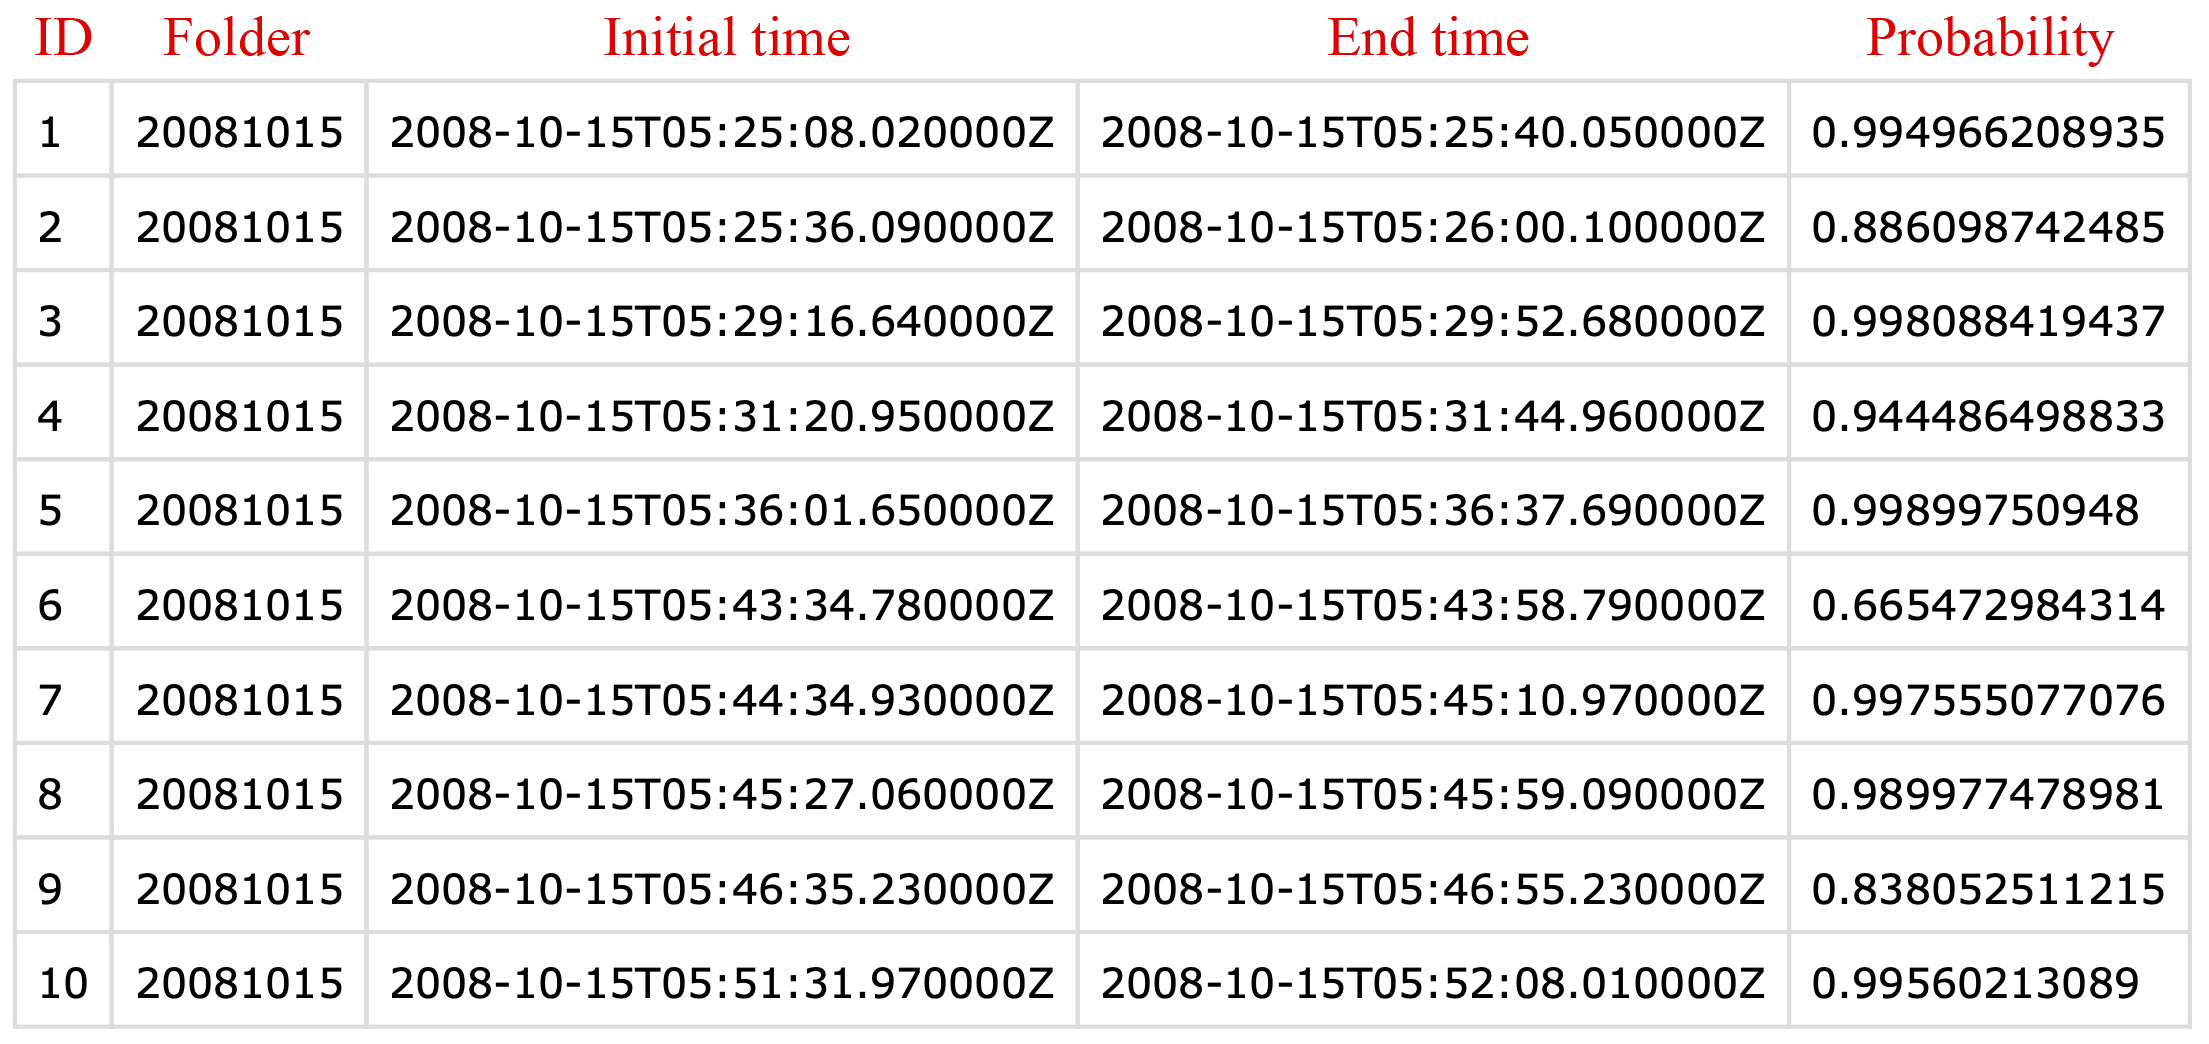 ID Folder Initial time End time Probability
1 20081015 2008-10-15T05:25:08.020000Z 2008-10-15T05:25:40.050000Z 0.994966208935
2 20081015 2008-10-15T05:25:36.090000Z 2008-10-15T05:26:00.100000Z 0.886098742485
3 20081015 2008-10-15T05:29:16.640000Z 2008-10-15T05:29:52.680000Z 0.998088419437
4 20081015 2008-10-15T05:31:20.950000Z 2008-10-15T05:31:44.960000Z 0.944486498833
5 20081015 2008-10-15T05:36:01.650000Z 2008-10-15T05:36:37.690000Z 0.99899750948
6 20081015 2008-10-15T05:43:34.780000Z 2008-10-15T05:43:58.790000Z 0.665472984314
7 20081015 2008-10-15T05:44:34.930000Z 2008-10-15T05:45:10.970000Z 0.997555077076
8 20081015 2008-10-15T05:45:27.060000Z 2008-10-15T05:45:59.090000Z 0.989977478981
9 20081015 2008-10-15T05:46:35.230000Z 2008-10-15T05:46:55.230000Z 0.838052511215
10 20081015 2008-10-15T05:51:31.970000Z 2008-10-15T05:52:08.010000Z 0.99560213089